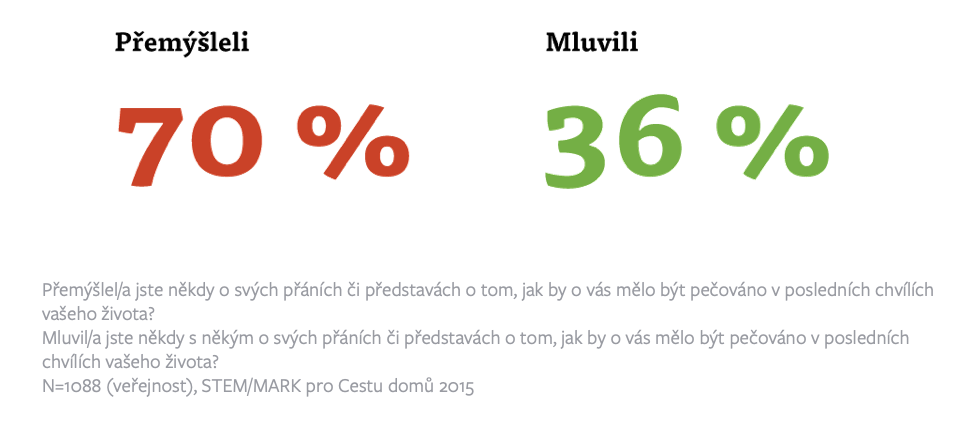 Přemýšleli
Mluvili
70 %
36 %
Přemýšlel/a jste někdy o svých přáních či představách o tom, jak by o vás mělo být pečováno v posledních chvílích
vašeho života?
Mluvil/a jste někdy s někým o svých přáních či představách o tom, jak by o vás mělo být pečováno v posledních
chvílích vašeho života?
N=1088 (veřejnost), STEM/MARK pro Cestu domů 2015